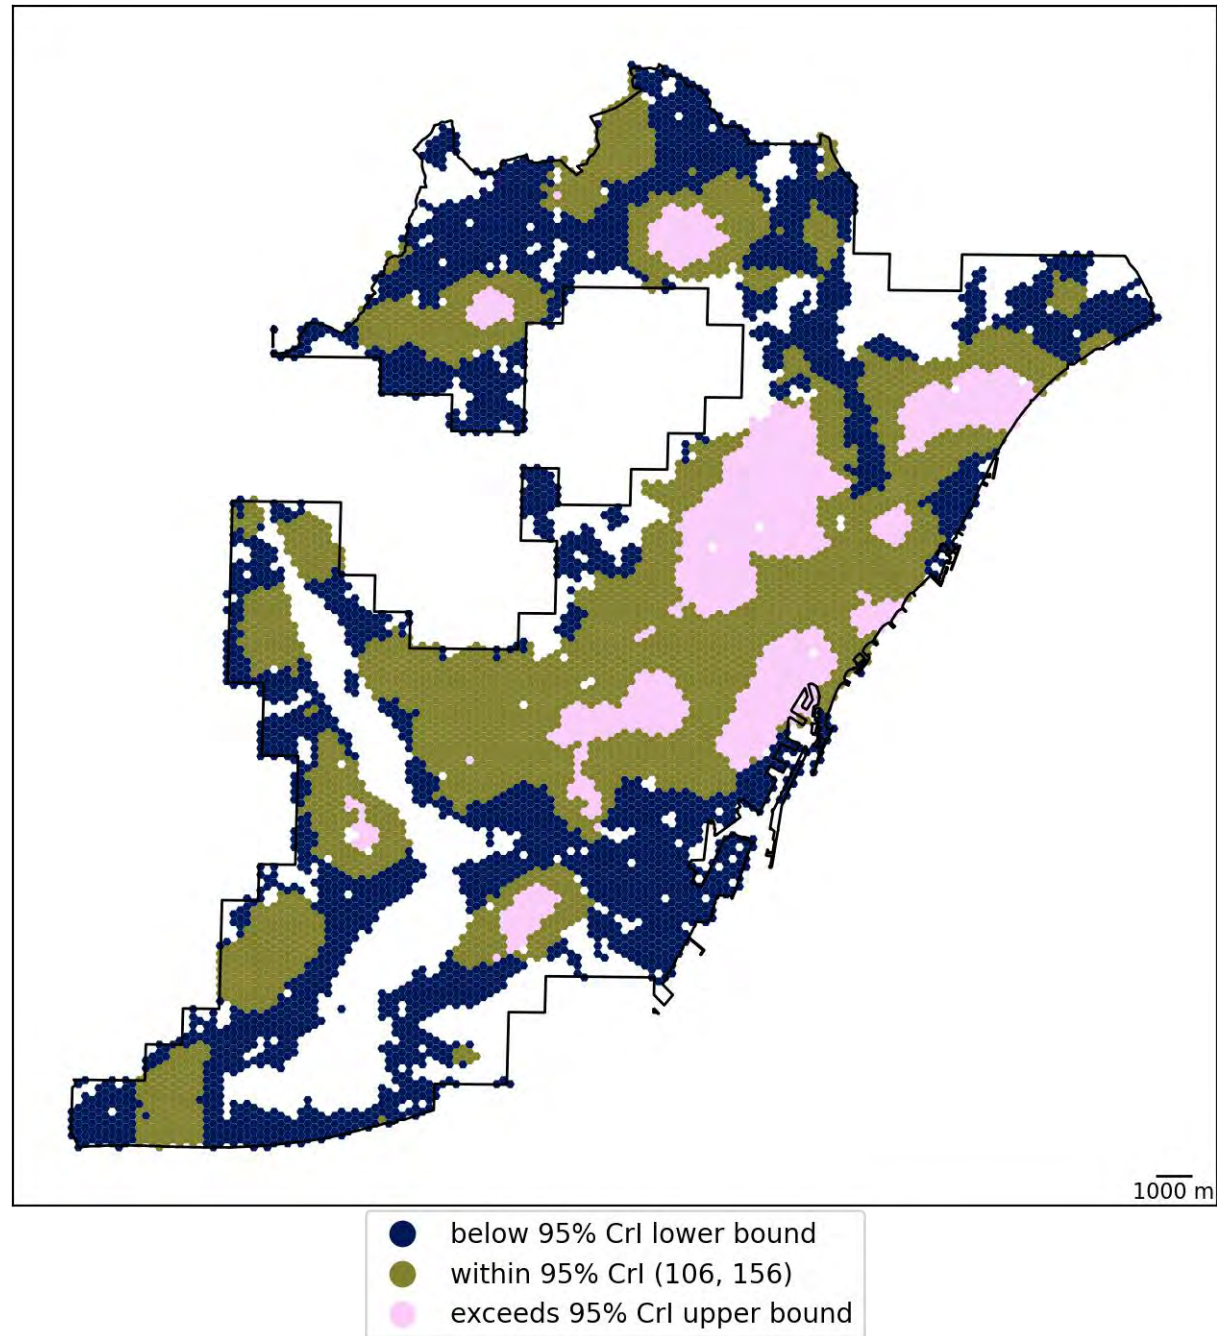 1000 m
below 95% CrI lower bound
within 95% CrI (106, 156)
exceeds 95% CrI upper bound